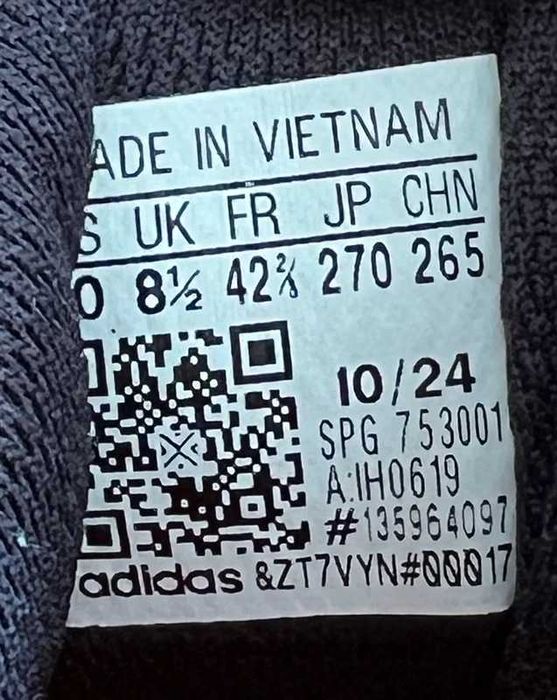 ADE IN VIETNAM
S UK FR JP CHN
0 8½ 42⅔ 270 265
10/24
SPG 753001
A:IH0619
#135964097
adidas &ZT7VYN#00017